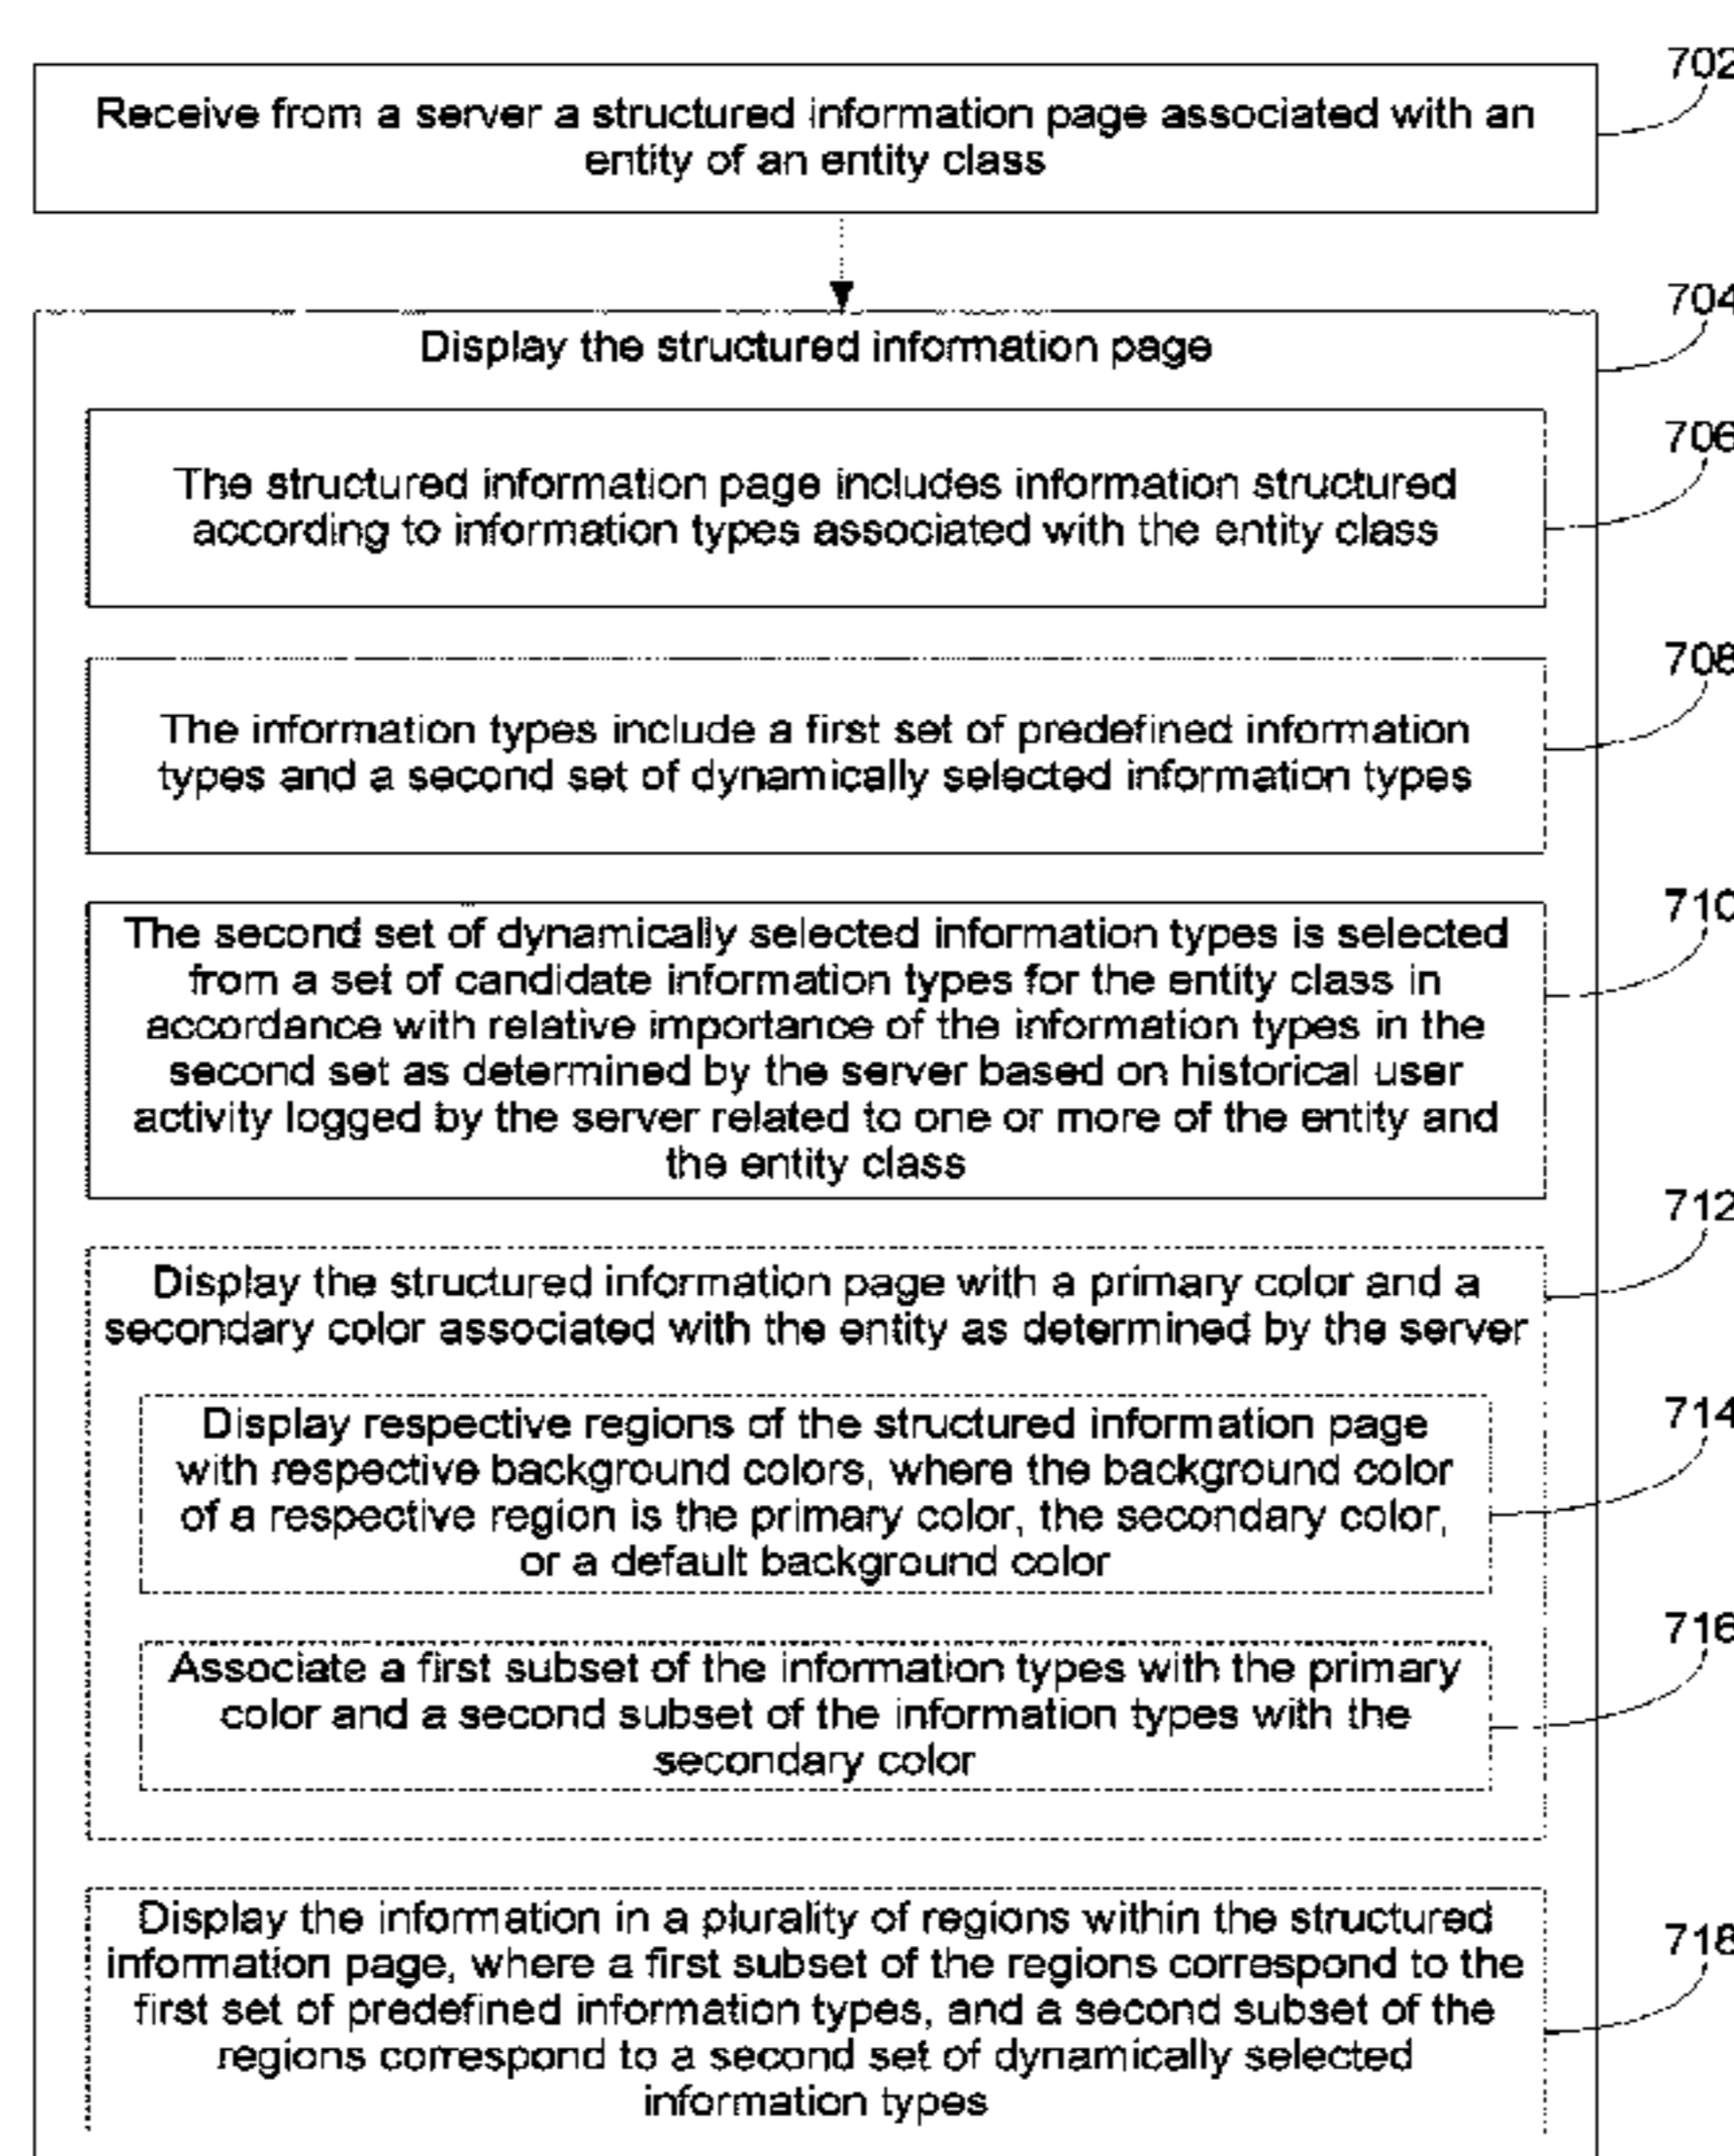 702
Receive from a server a structured information page associated with an
entity of an entity class
704
Display the structured information page
706
The structured information page includes information structured
according to information types associated with the entity class
708
The information types include a first set of predefined information
types and a second set of dynamically selected information types
710
The second set of dynamically selected information types is selected
from a set of candidate information types for the entity class in
accordance with relative importance of the information types in the
second set as determined by the server based on historical user
activity logged by the server related to one or more of the entity and
the entity class
712
Display the structured information page with a primary color and a
secondary color associated with the entity as determined by the server
714
Display respective regions of the structured information page
with respective background colors, where the background color
of a respective region is the primary color, the secondary color,
or a default background color
716
Associate a first subset of the information types with the primary
color and a second subset of the information types with the
secondary color
718
Display the information in a plurality of regions within the structured
information page, where a first subset of the regions correspond to the
first set of predefined information types, and a second subset of the
regions correspond to a second set of dynamically selected
information types